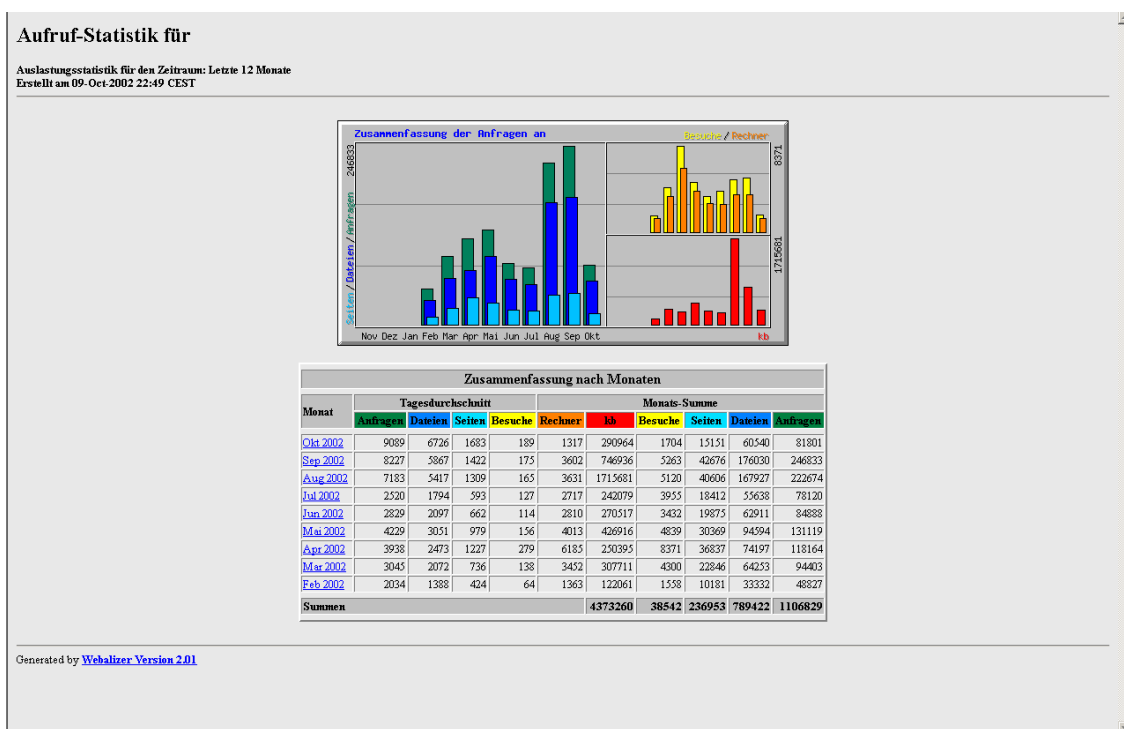 Aufruf-Statistik für
Auslastungsstatistik für den Zeitraum: Letzte 12 Monate
Erstellt am 09-Oct-2002 22:49 CEST
Zusammenfassung der Anfragen an
Besuche / Rechner
246833
8371
Seiten / Dateien / Anfragen
1715681
Nov Dez Jan Feb Mar Apr Mai Jun Jul Aug Sep Okt
kb
Zusammenfassung nach Monaten
Monat Tagesdurchschnitt Monats-Summe
Anfragen Dateien Seiten Besuche Rechner kb Besuche Seiten Dateien Anfragen
Okt 2002 9089 6726 1683 189 1317 290964 1704 15151 60540 81801
Sep 2002 8227 5867 1422 175 3602 746936 5263 42676 176030 246833
Aug 2002 7183 5417 1309 165 3631 1715681 5120 40606 167927 222674
Jul 2002 2520 1794 593 127 2717 242079 3955 18412 55638 78120
Jun 2002 2829 2097 662 114 2810 270517 3432 19875 62911 84888
Mai 2002 4229 3051 979 156 4013 426916 4839 30369 94594 131119
Apr 2002 3938 2473 1227 279 6185 250395 8371 36837 74197 118164
Mar 2002 3045 2072 736 138 3452 307711 4300 22846 64253 94403
Feb 2002 2034 1388 424 64 1363 122061 1558 10181 33332 48827
Summen 4373260 38542 236953 789422 1106829
Generated by Webalizer Version 2.01